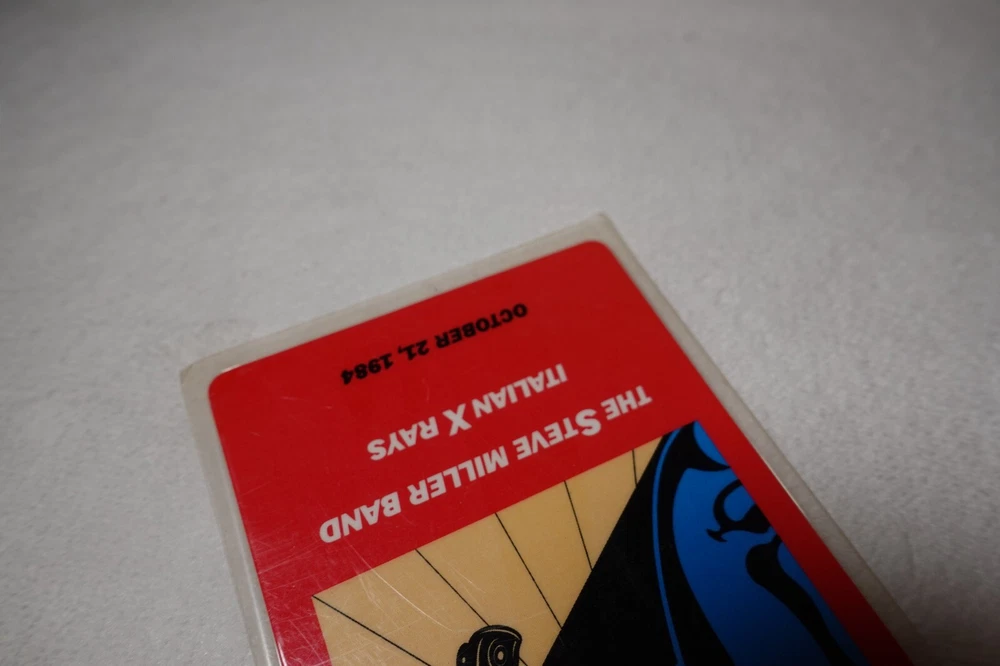 THE STEVE MILLER BAND
ITALIAN X RAYS
OCTOBER 21, 1984